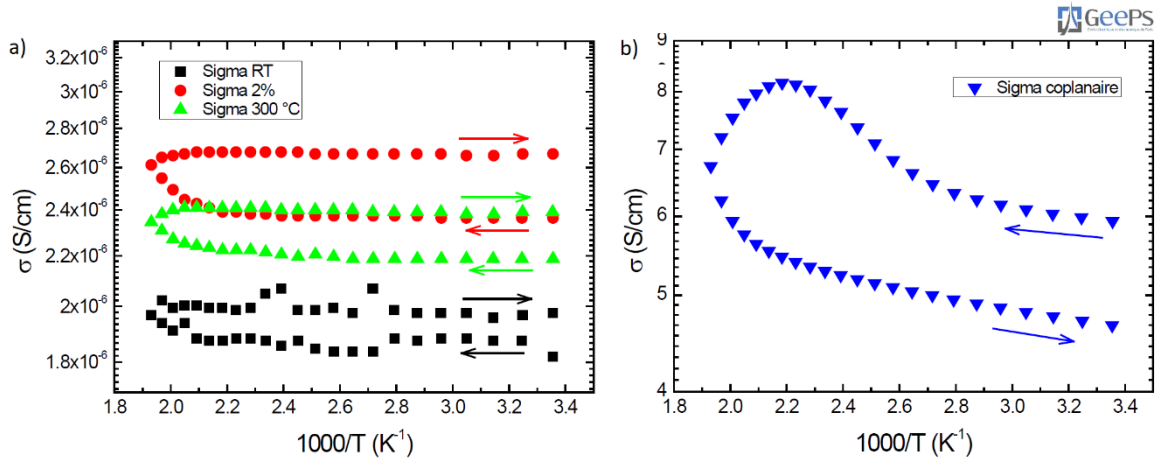 GeePs
a)
3.2x10⁻⁶
3x10⁻⁶
2.8x10⁻⁶
2.6x10⁻⁶
2.4x10⁻⁶
2.2x10⁻⁶
2x10⁻⁶
1.8x10⁻⁶
σ (S/cm)
Sigma RT
Sigma 2%
Sigma 300 °C
1.8 2.0 2.2 2.4 2.6 2.8 3.0 3.2 3.4
1000/T (K⁻¹)
b)
9
8
7
6
5
4
σ (S/cm)
Sigma coplanaire
1.8 2.0 2.2 2.4 2.6 2.8 3.0 3.2 3.4
1000/T (K⁻¹)